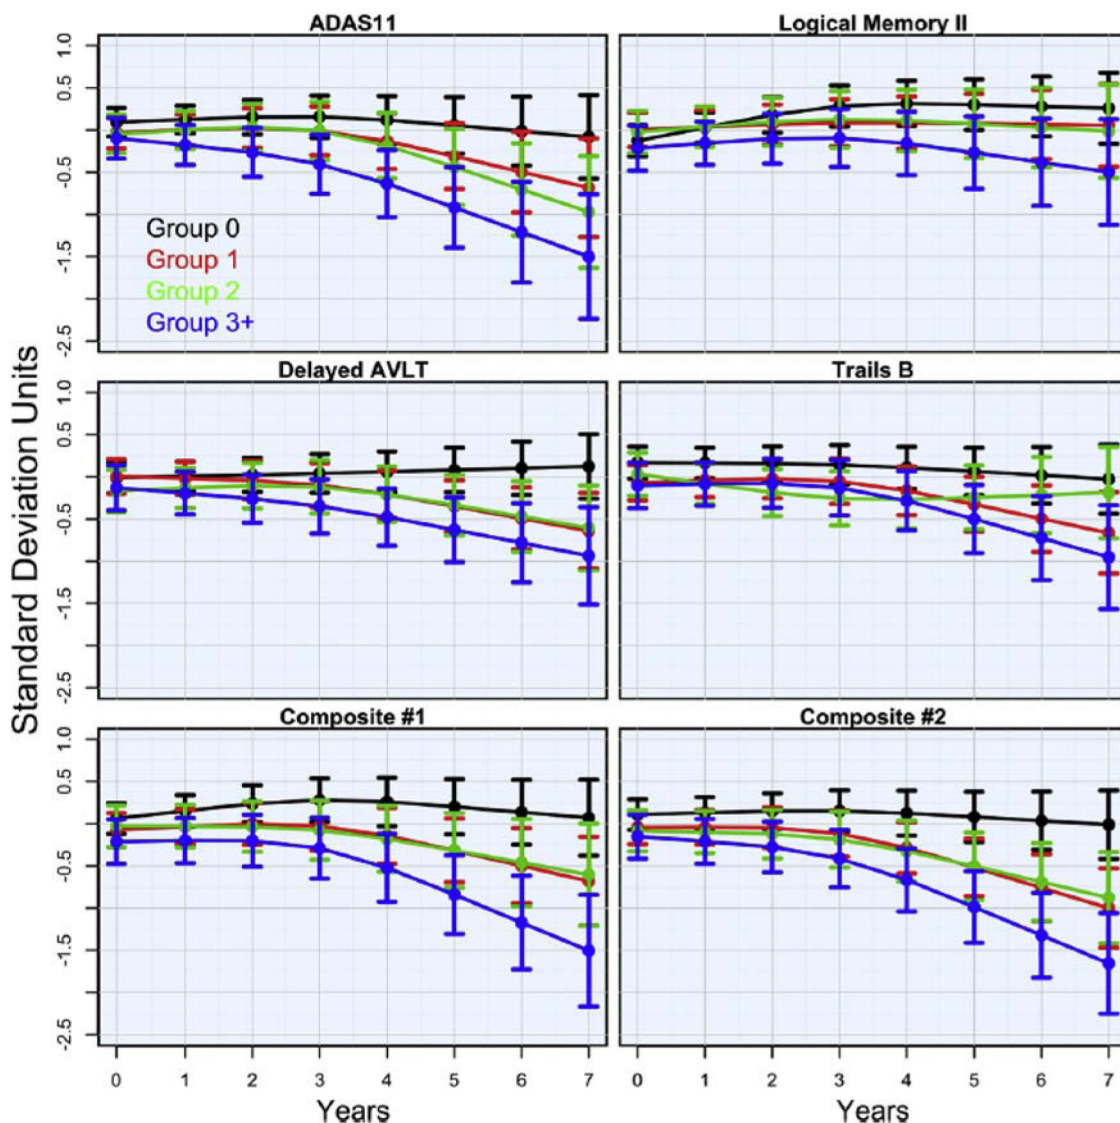 ADAS11
Logical Memory II
1.0
0.5
-0.5
-1.5
-2.5
Group 0
Group 1
Group 2
Group 3+
Standard Deviation Units
Delayed AVLT
Trails B
1.0
0.5
-0.5
-1.5
-2.5
Composite #1
Composite #2
1.0
0.5
-0.5
-1.5
-2.5
0 1 2 3 4 5 6 7
0 1 2 3 4 5 6 7
Years
Years